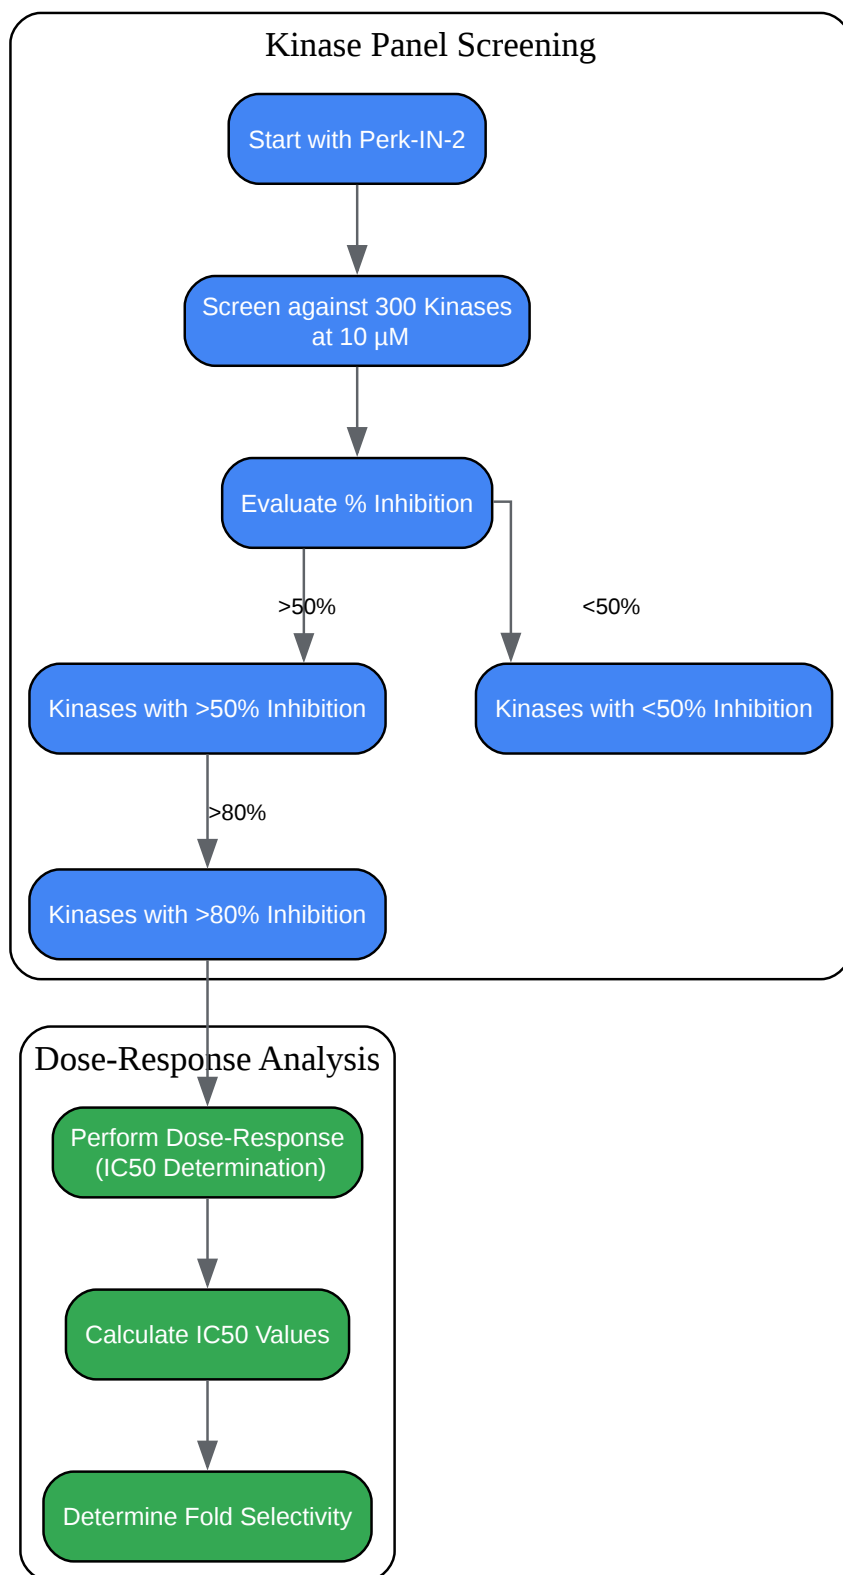 Kinase Panel Screening
Start with Perk-IN-2
Screen against 300 Kinases
at 10 µM
Evaluate % Inhibition
>50%
<50%
Kinases with >50% Inhibition
Kinases with <50% Inhibition
>80%
Kinases with >80% Inhibition
Dose-Response Analysis
Perform Dose-Response
(IC50 Determination)
Calculate IC50 Values
Determine Fold Selectivity